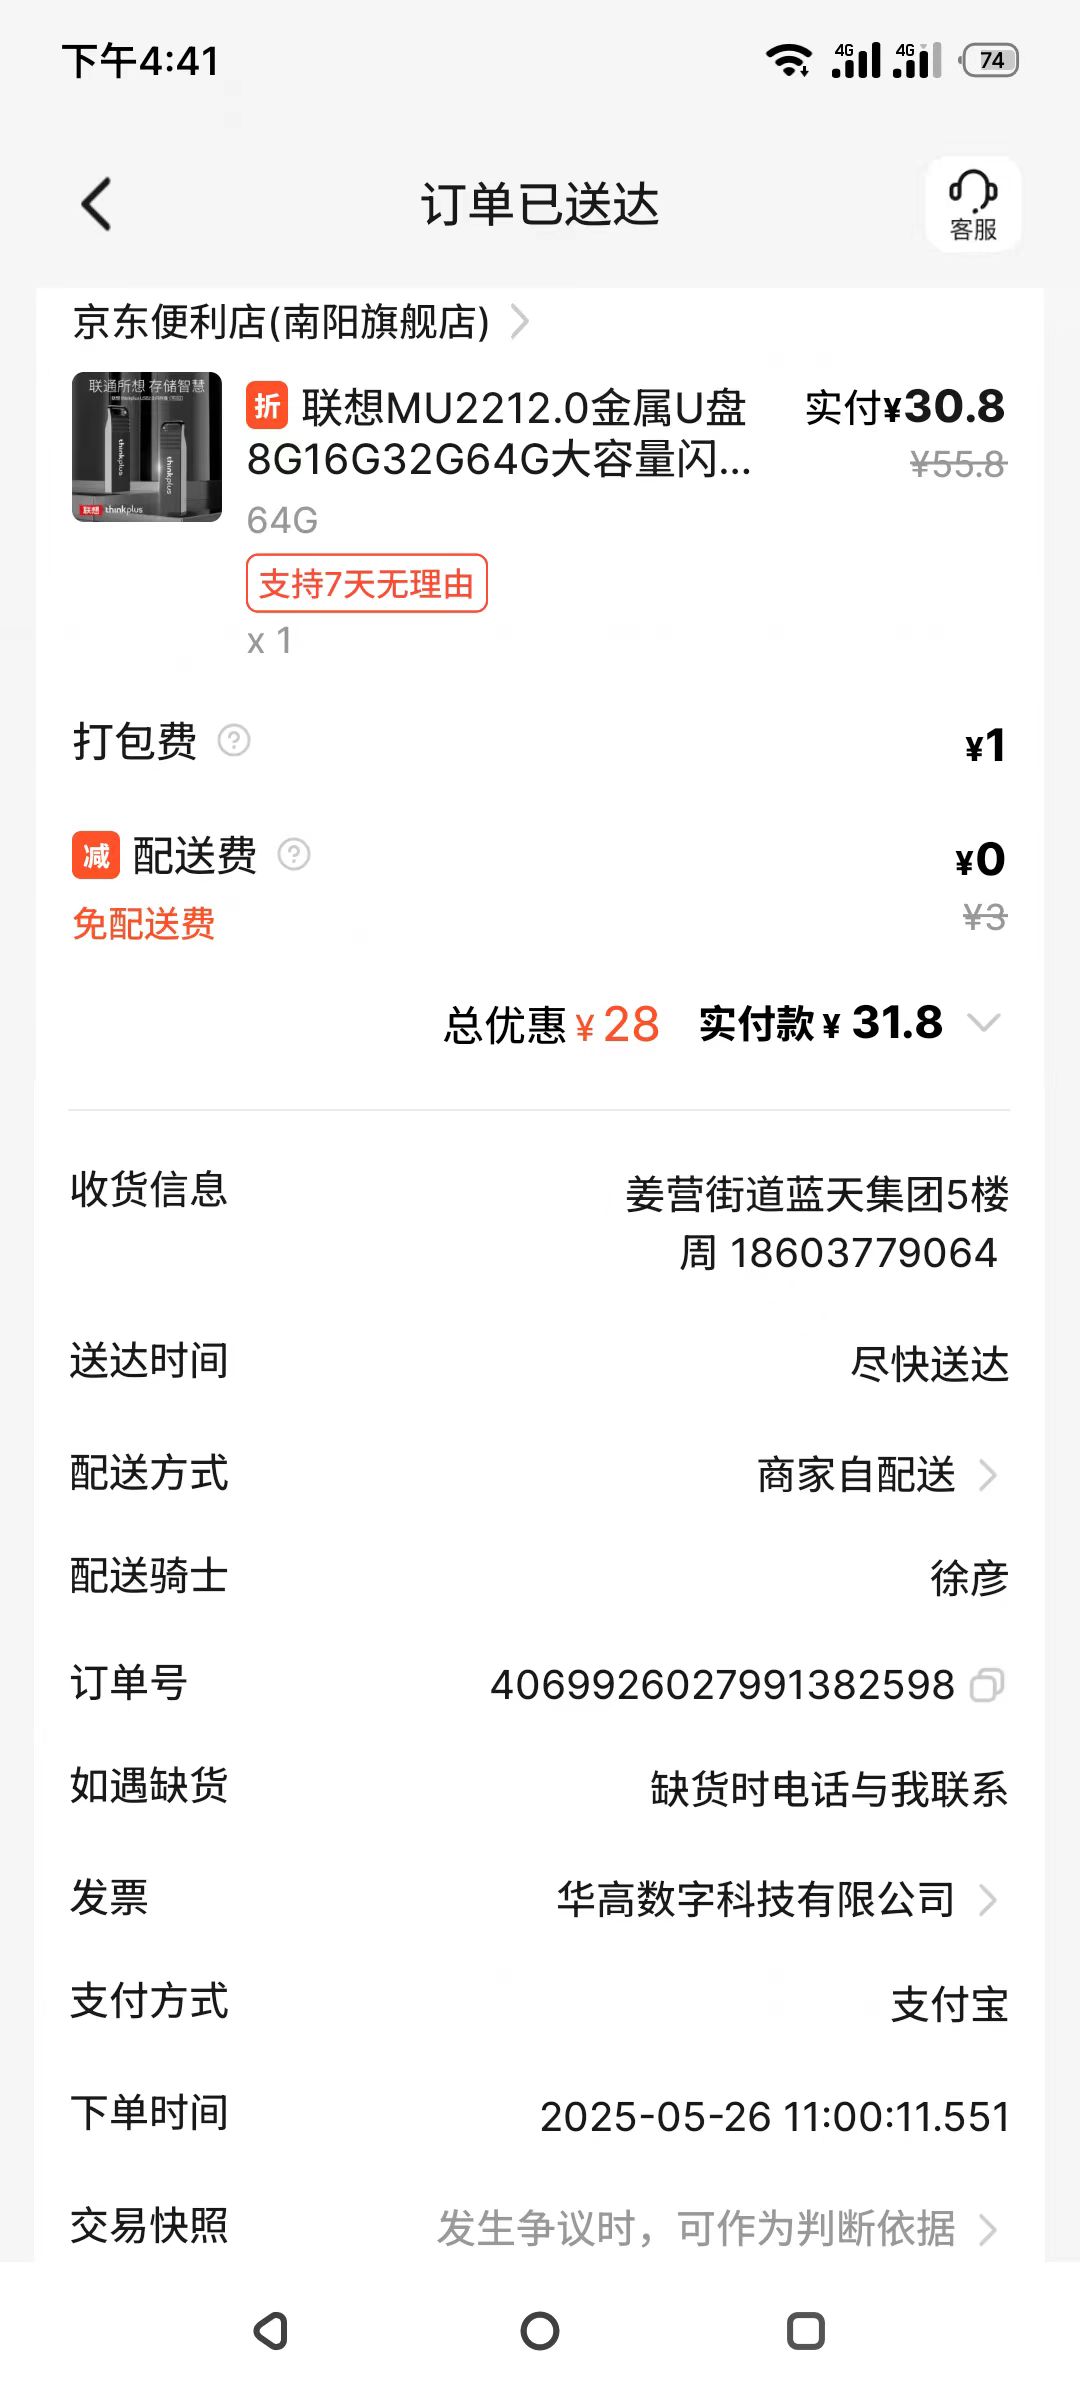 下午4:41
4G
4G
74
订单已送达
客服
京东便利店(南阳旗舰店)
联通所想 存储智慧
thinkplus
thinkplus
联想 thinkplus
折 联想MU2212.0金属U盘
8G16G32G64G大容量闪...
实付¥30.8
¥55.8
64G
支持7天无理由
x 1
打包费
¥1
减 配送费
¥0
免配送费
¥3
总优惠 ¥ 28 实付款 ¥ 31.8
收货信息
姜营街道蓝天集团5楼
周 18603779064
送达时间
尽快送达
配送方式
商家自配送
配送骑士
徐彦
订单号
4069926027991382598
如遇缺货
缺货时电话与我联系
发票
华高数字科技有限公司
支付方式
支付宝
下单时间
2025-05-26 11:00:11.551
交易快照
发生争议时，可作为判断依据